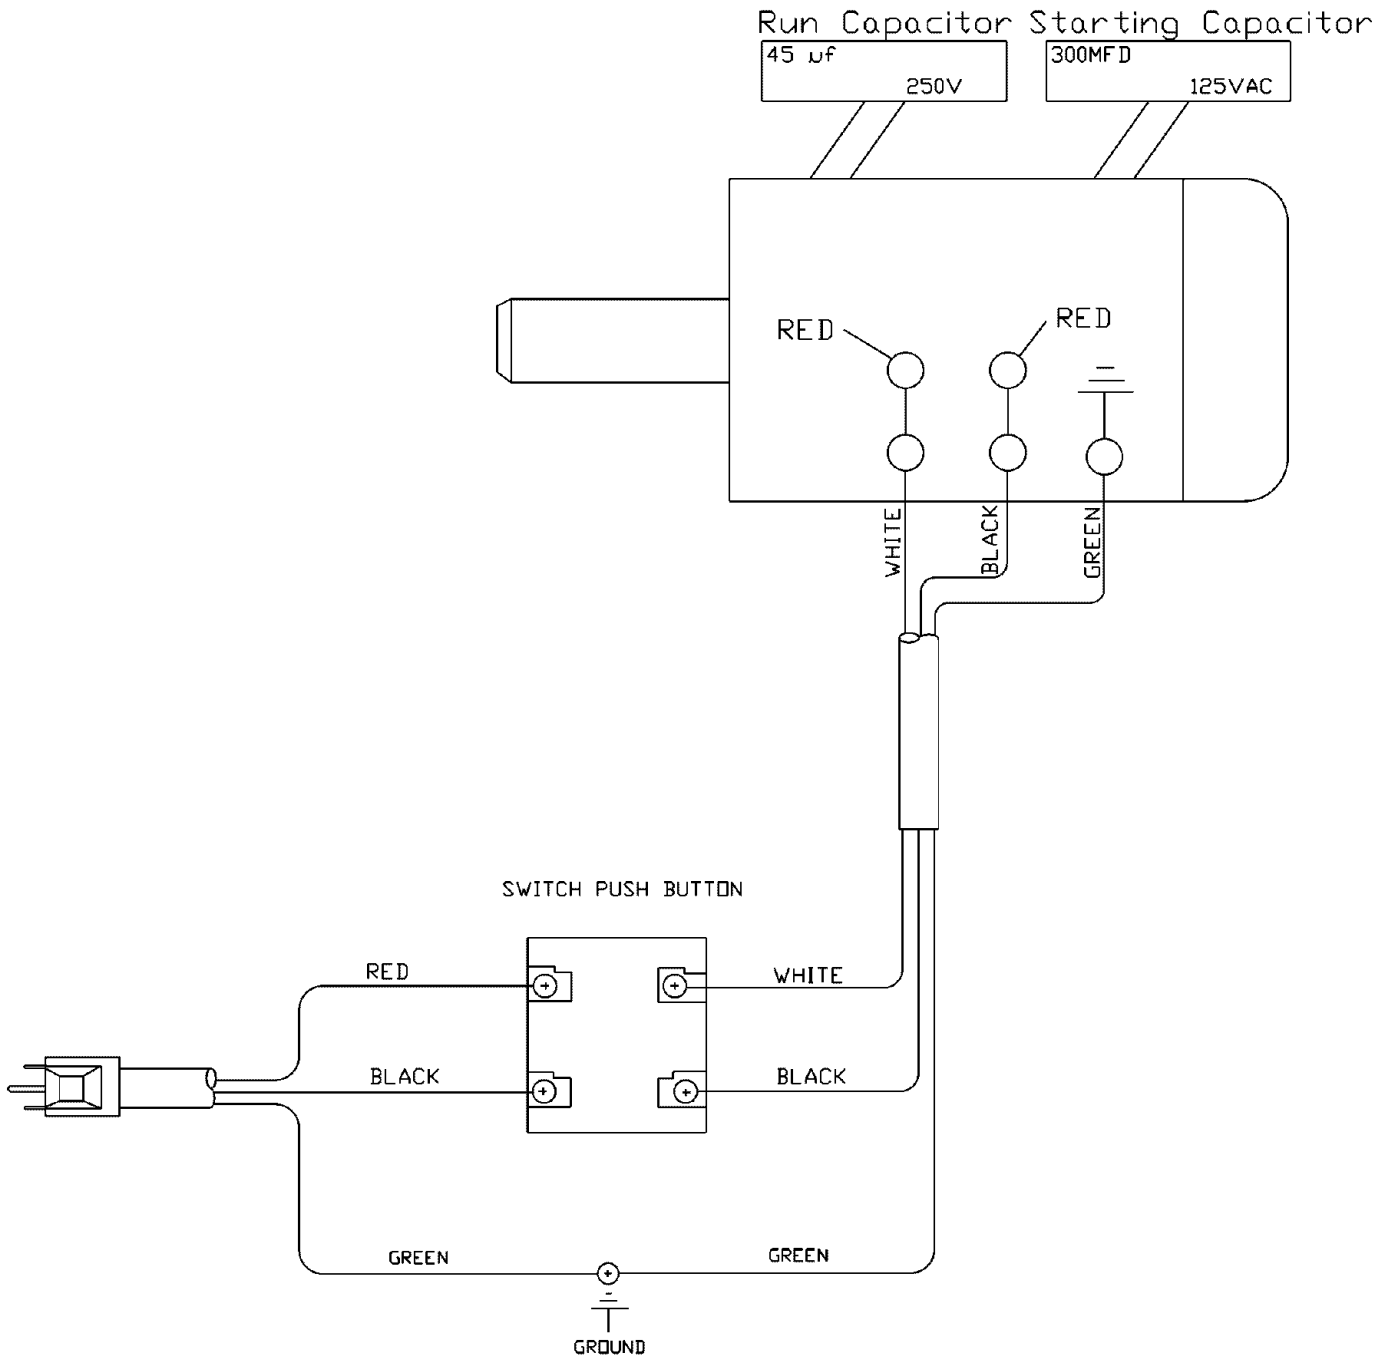 Run Capacitor Starting Capacitor
45 uf
250V
300MFD
125VAC
RED
RED
WHITE
BLACK
GREEN
SWITCH PUSH BUTTON
RED
WHITE
BLACK
BLACK
GREEN
GREEN
GROUND